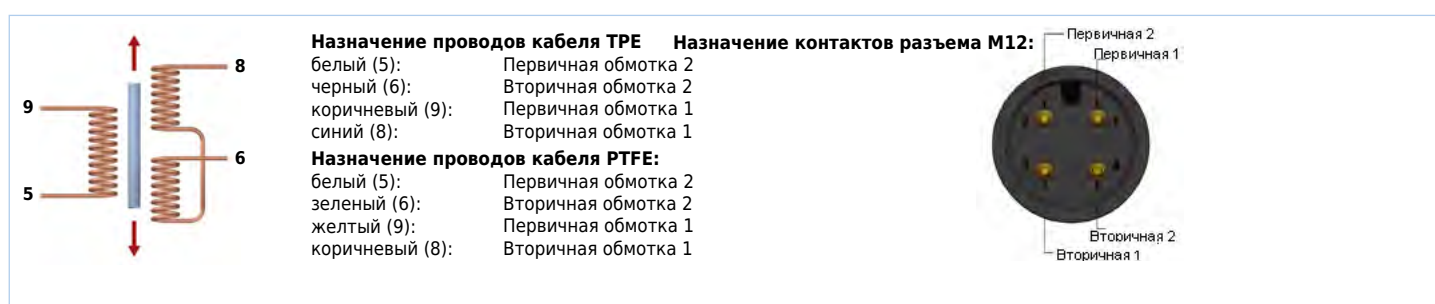 9
5
8
6
Назначение проводов кабеля TPE
белый (5): Первичная обмотка 2
черный (6): Вторичная обмотка 2
коричневый (9): Первичная обмотка 1
синий (8): Вторичная обмотка 1
Назначение проводов кабеля PTFE:
белый (5): Первичная обмотка 2
зеленый (6): Вторичная обмотка 2
желтый (9): Первичная обмотка 1
коричневый (8): Вторичная обмотка 1
Назначение контактов разъема M12:
Первичная 2
Первичная 1
Вторичная 2
Вторичная 1